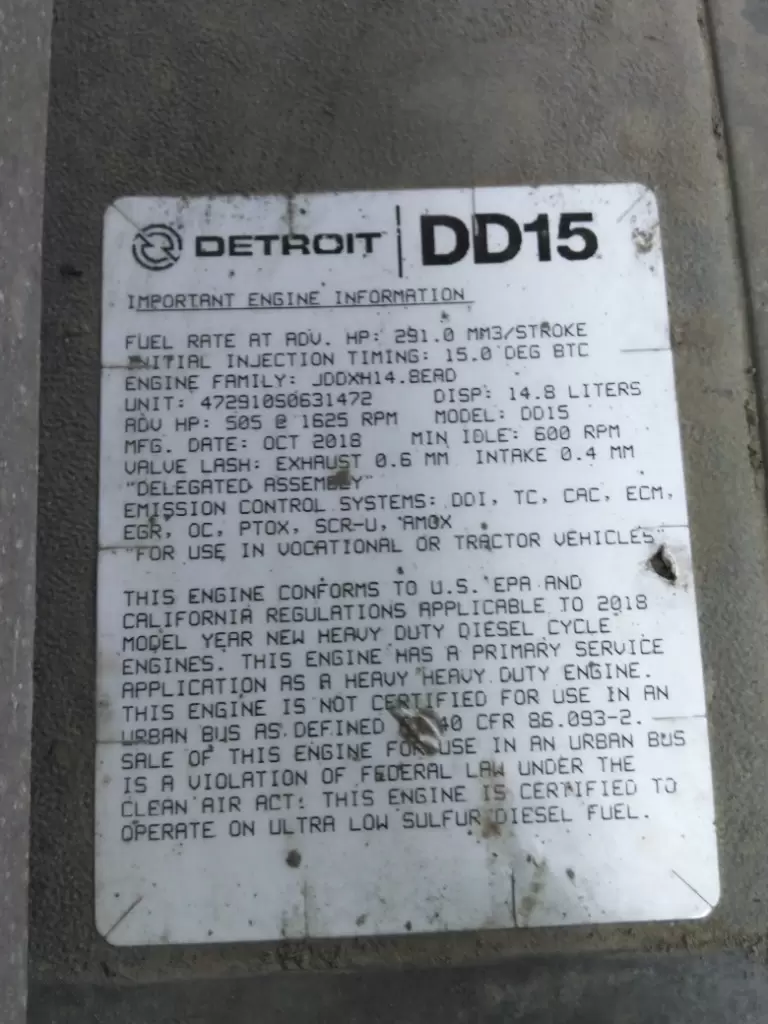 DETROIT | DD15
IMPORTANT ENGINE INFORMATION
FUEL RATE AT ADV. HP: 291.0 MM3/STROKE
INITIAL INJECTION TIMING: 15.0 DEG BTC
ENGINE FAMILY: JDDXH14.8EAD
UNIT: 472910S0631472 DISP: 14.8 LITERS
ADV HP: 505 @ 1625 RPM MODEL: DD15
MFG. DATE: OCT 2018 MIN IDLE: 600 RPM
VALVE LASH: EXHAUST 0.6 MM INTAKE 0.4 MM
"DELEGATED ASSEMBLY"
EMISSION CONTROL SYSTEMS: DDI, TC, CAC, ECM,
EGR, OC, PTOX, SCR-U, AMOX
"FOR USE IN VOCATIONAL OR TRACTOR VEHICLES"
THIS ENGINE CONFORMS TO U.S. EPA AND
CALIFORNIA REGULATIONS APPLICABLE TO 2018
MODEL YEAR NEW HEAVY DUTY DIESEL CYCLE
ENGINES. THIS ENGINE HAS A PRIMARY SERVICE
APPLICATION AS A HEAVY HEAVY DUTY ENGINE.
THIS ENGINE IS NOT CERTIFIED FOR USE IN AN
URBAN BUS AS DEFINED 40 CFR 86.093-2.
SALE OF THIS ENGINE FOR USE IN AN URBAN BUS
IS A VIOLATION OF FEDERAL LAW UNDER THE
CLEAN AIR ACT: THIS ENGINE IS CERTIFIED TO
OPERATE ON ULTRA LOW SULFUR DIESEL FUEL.